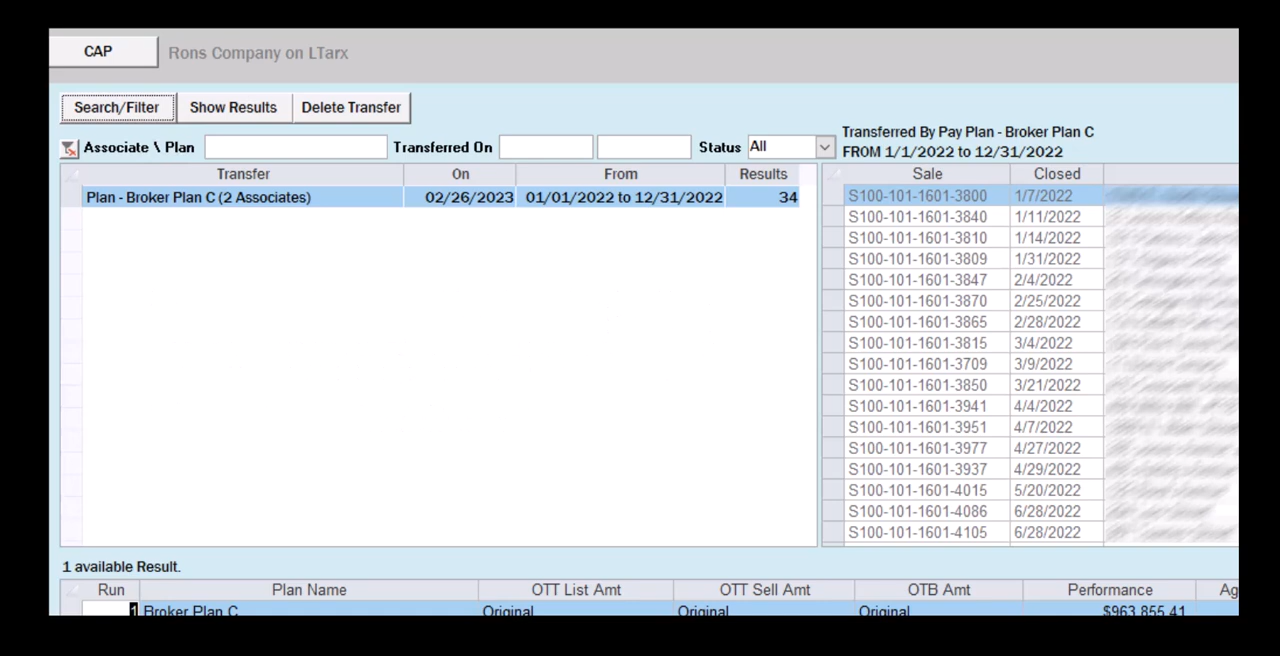 CAP Rons Company on LTarx
Search/Filter Show Results Delete Transfer
Associate \ Plan Transferred On Status All
Transfer On From Results
Plan - Broker Plan C (2 Associates) 02/26/2023 01/01/2022 to 12/31/2022 34
Transferred By Pay Plan - Broker Plan C
FROM 1/1/2022 to 12/31/2022
Sale Closed
S100-101-1601-3800 1/7/2022
S100-101-1601-3840 1/11/2022
S100-101-1601-3810 1/14/2022
S100-101-1601-3809 1/31/2022
S100-101-1601-3847 2/4/2022
S100-101-1601-3870 2/25/2022
S100-101-1601-3865 2/28/2022
S100-101-1601-3815 3/4/2022
S100-101-1601-3709 3/9/2022
S100-101-1601-3850 3/21/2022
S100-101-1601-3941 4/4/2022
S100-101-1601-3951 4/7/2022
S100-101-1601-3977 4/27/2022
S100-101-1601-3937 4/29/2022
S100-101-1601-4015 5/20/2022
S100-101-1601-4086 6/28/2022
S100-101-1601-4105 6/28/2022
1 available Result.
Run Plan Name OTT List Amt OTT Sell Amt OTB Amt Performance Ag
1 Broker Plan C Original Original Original $963,855.41